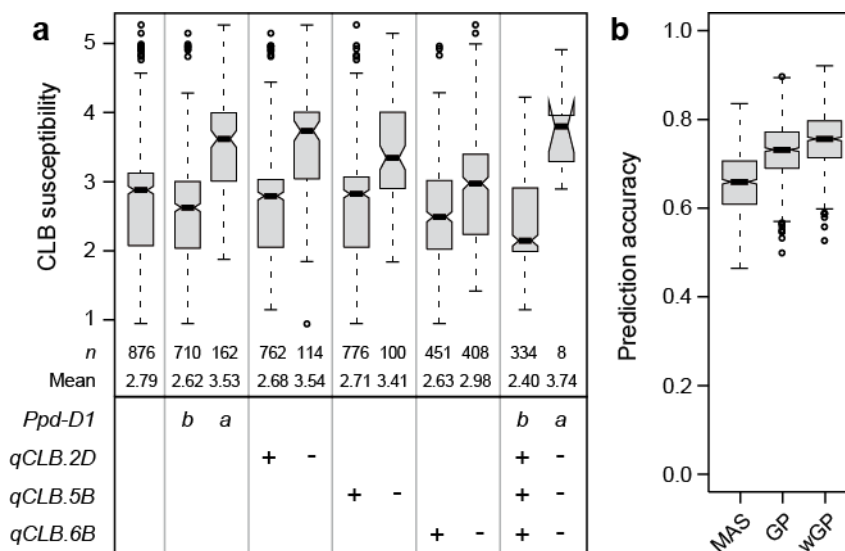 a
CLB susceptibility
5
4
3
2
1
n 876 710 162 762 114 776 100 451 408 334 8
Mean 2.79 2.62 3.53 2.68 3.54 2.71 3.41 2.63 2.98 2.40 3.74
Ppd-D1 b a b a
qCLB.2D + - + -
qCLB.5B + - + -
qCLB.6B + - + -
b
Prediction accuracy
1.0
0.8
0.6
0.4
0.2
0.0
MAS GP wGP